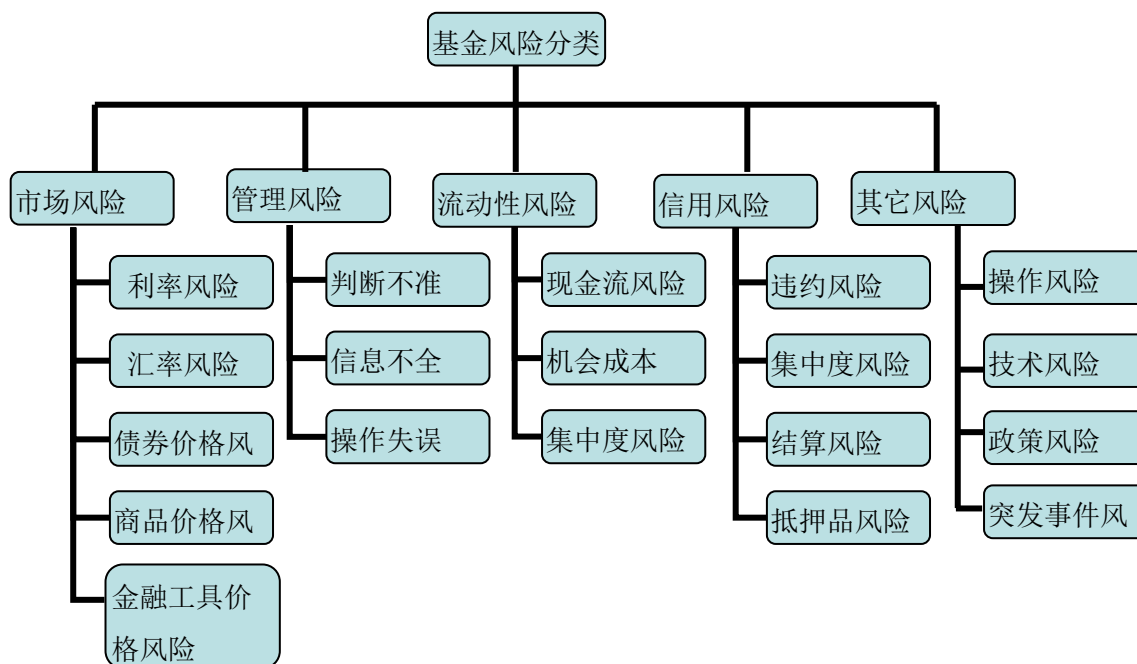 基金风险分类
市场风险
管理风险
流动性风险
信用风险
其它风险
利率风险
汇率风险
债券价格风
商品价格风
金融工具价
格风险
判断不准
信息不全
操作失误
现金流风险
机会成本
集中度风险
违约风险
集中度风险
结算风险
抵押品风险
操作风险
技术风险
政策风险
突发事件风